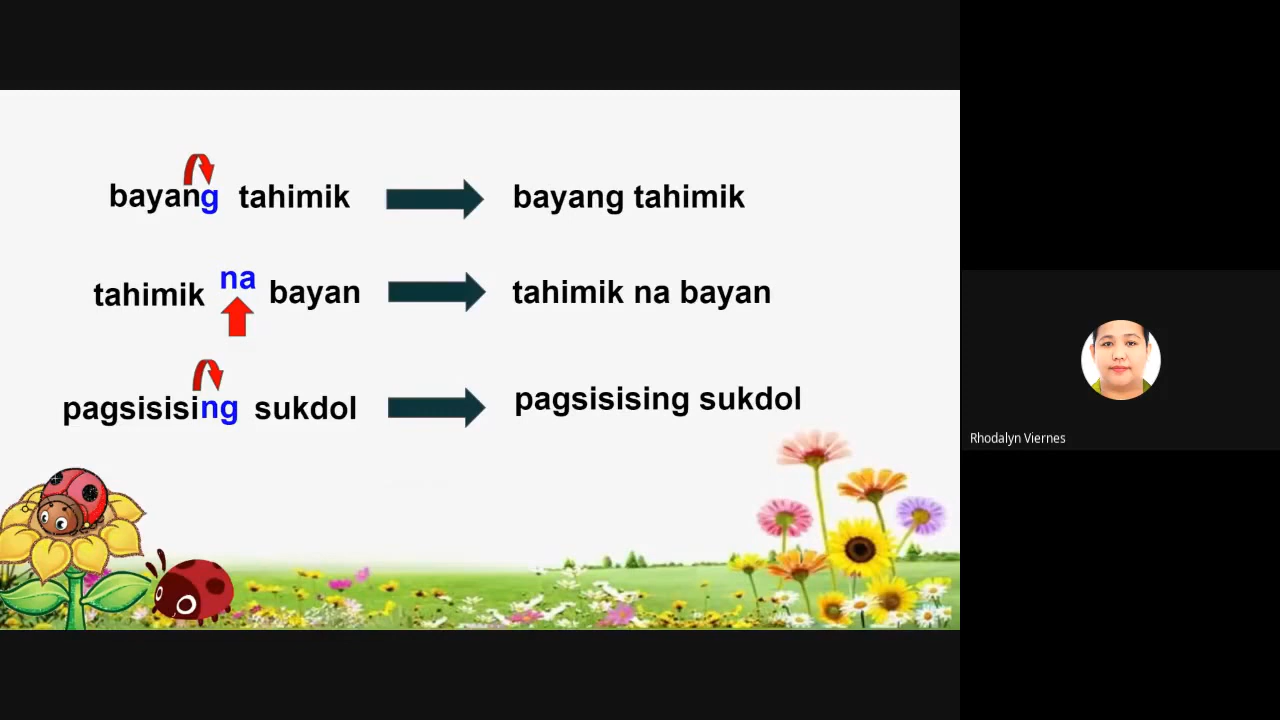 bayang tahimik bayang tahimik
tahimik na bayan tahimik na bayan
pagsisising sukdol pagsisising sukdol
Rhodalyn Viernes